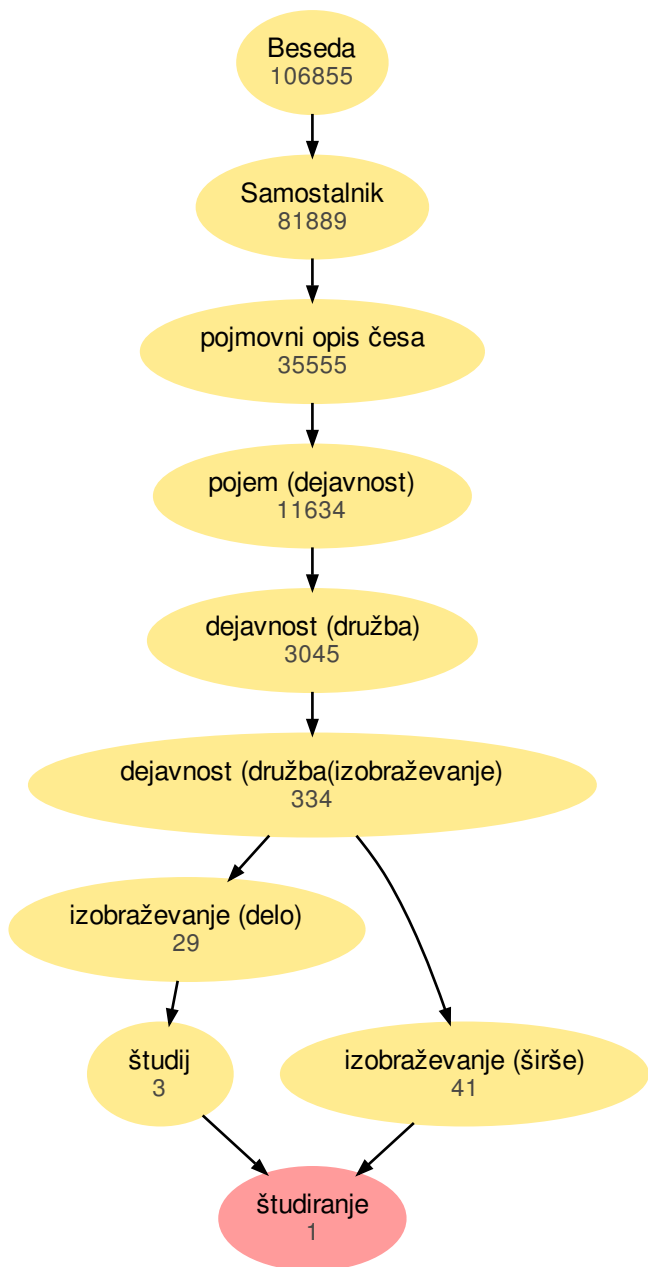 Beseda
106855
Samostalnik
81889
pojmovni opis česa
35555
pojem (dejavnost)
11634
dejavnost (družba)
3045
dejavnost (družba(izobraževanje)
334
izobraževanje (delo)
29
študij
3
izobraževanje (širše)
41
študiranje
1